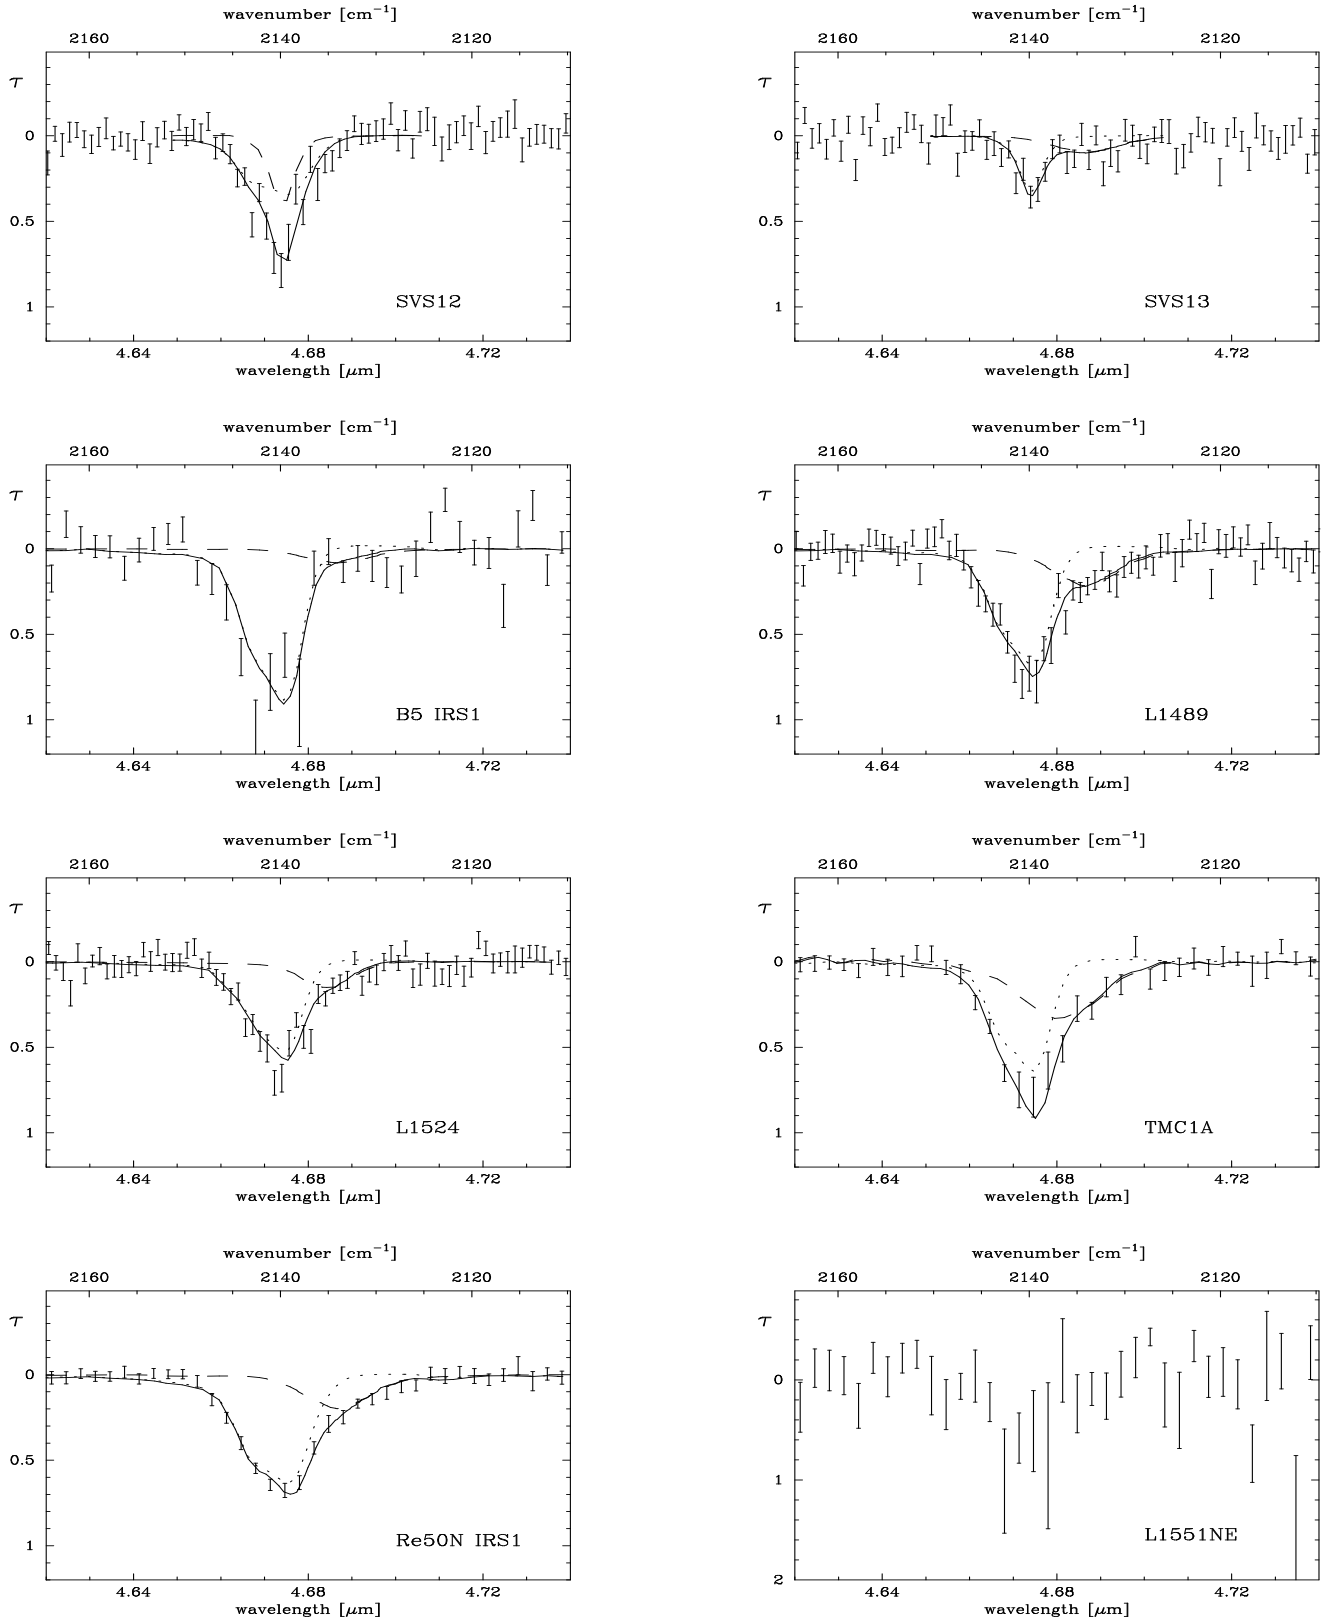 wavenumber [cm⁻¹] wavenumber [cm⁻¹]
2160 2140 2120 2160 2140 2120
τ τ
0 0
0.5 0.5
SVS12 SVS13
1 1
4.64 4.68 4.72 4.64 4.68 4.72
wavelength [μm] wavelength [μm]
wavenumber [cm⁻¹] wavenumber [cm⁻¹]
2160 2140 2120 2160 2140 2120
τ τ
0 0
0.5 0.5
B5 IRS1 L1489
1 1
4.64 4.68 4.72 4.64 4.68 4.72
wavelength [μm] wavelength [μm]
wavenumber [cm⁻¹] wavenumber [cm⁻¹]
2160 2140 2120 2160 2140 2120
τ τ
0 0
0.5 0.5
L1524 TMC1A
1 1
4.64 4.68 4.72 4.64 4.68 4.72
wavelength [μm] wavelength [μm]
wavenumber [cm⁻¹] wavenumber [cm⁻¹]
2160 2140 2120 2160 2140 2120
τ τ
0 0
0.5 1
Re50N IRS1 L1551NE
1 2
4.64 4.68 4.72 4.64 4.68 4.72
wavelength [μm] wavelength [μm]